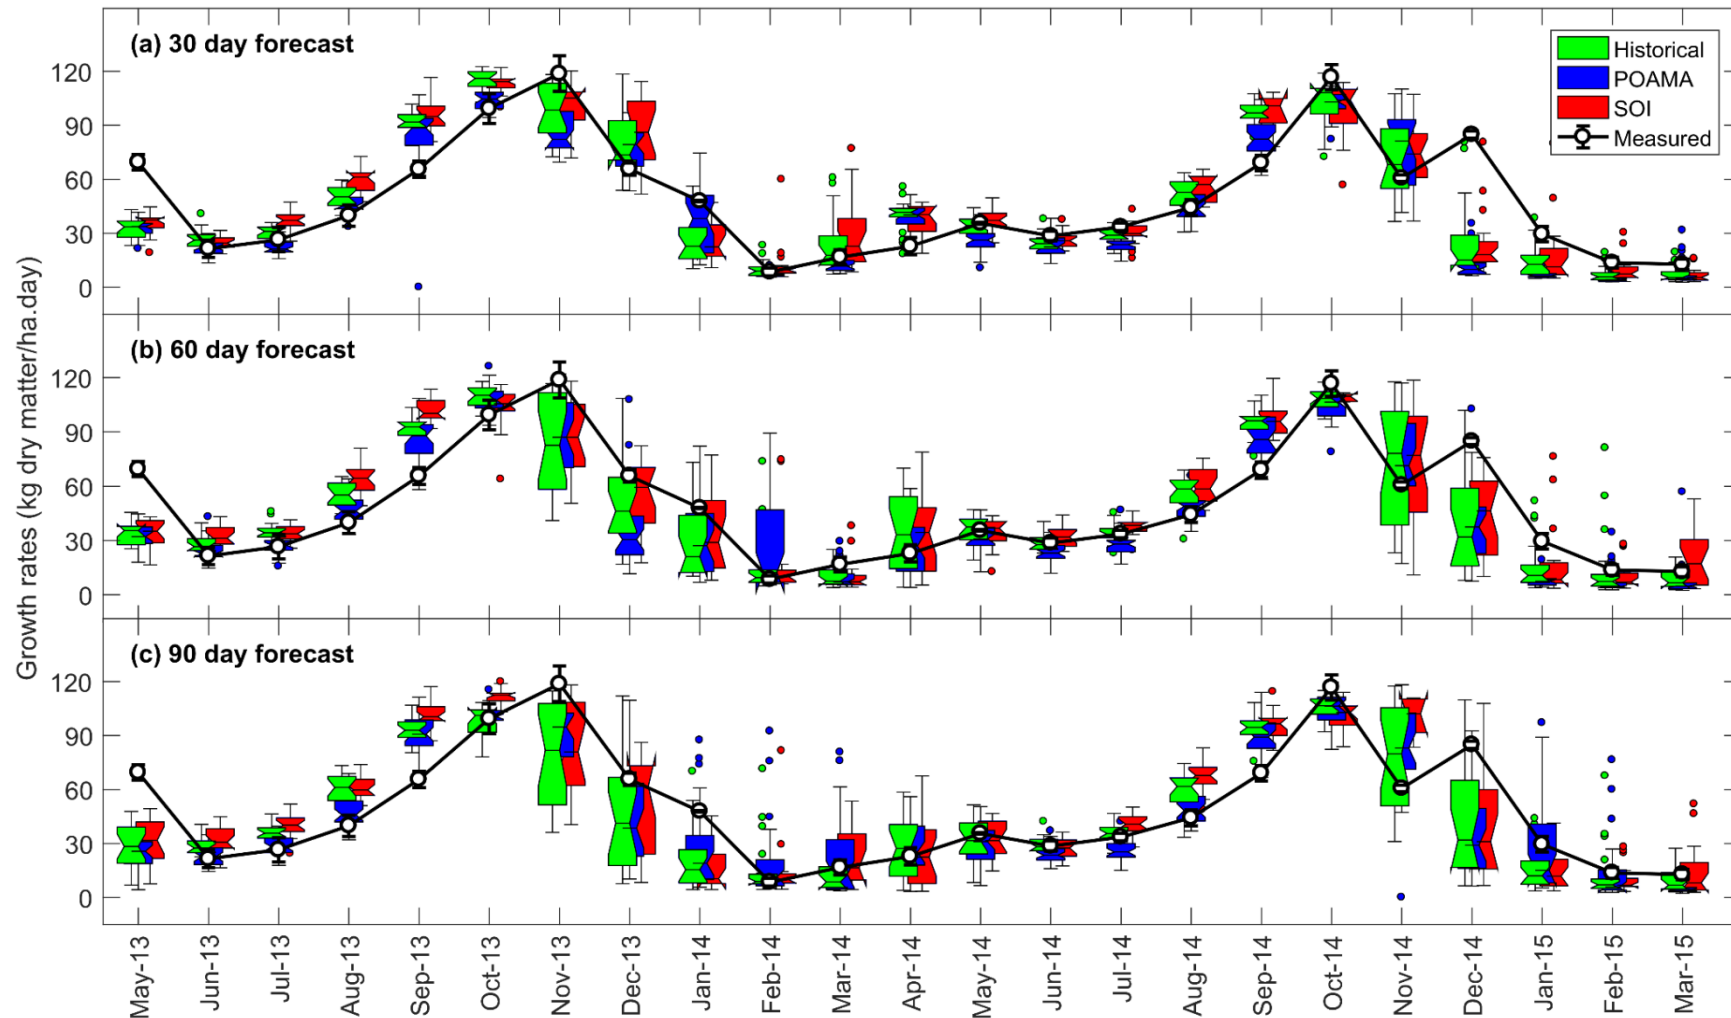 (a) 30 day forecast
Historical
POAMA
SOI
Measured
120
90
60
30
0
(b) 60 day forecast
120
90
60
30
0
(c) 90 day forecast
120
90
60
30
0
Growth rates (kg dry matter/ha.day)
May-13
Jun-13
Jul-13
Aug-13
Sep-13
Oct-13
Nov-13
Dec-13
Jan-14
Feb-14
Mar-14
Apr-14
May-14
Jun-14
Jul-14
Aug-14
Sep-14
Oct-14
Nov-14
Dec-14
Jan-15
Feb-15
Mar-15